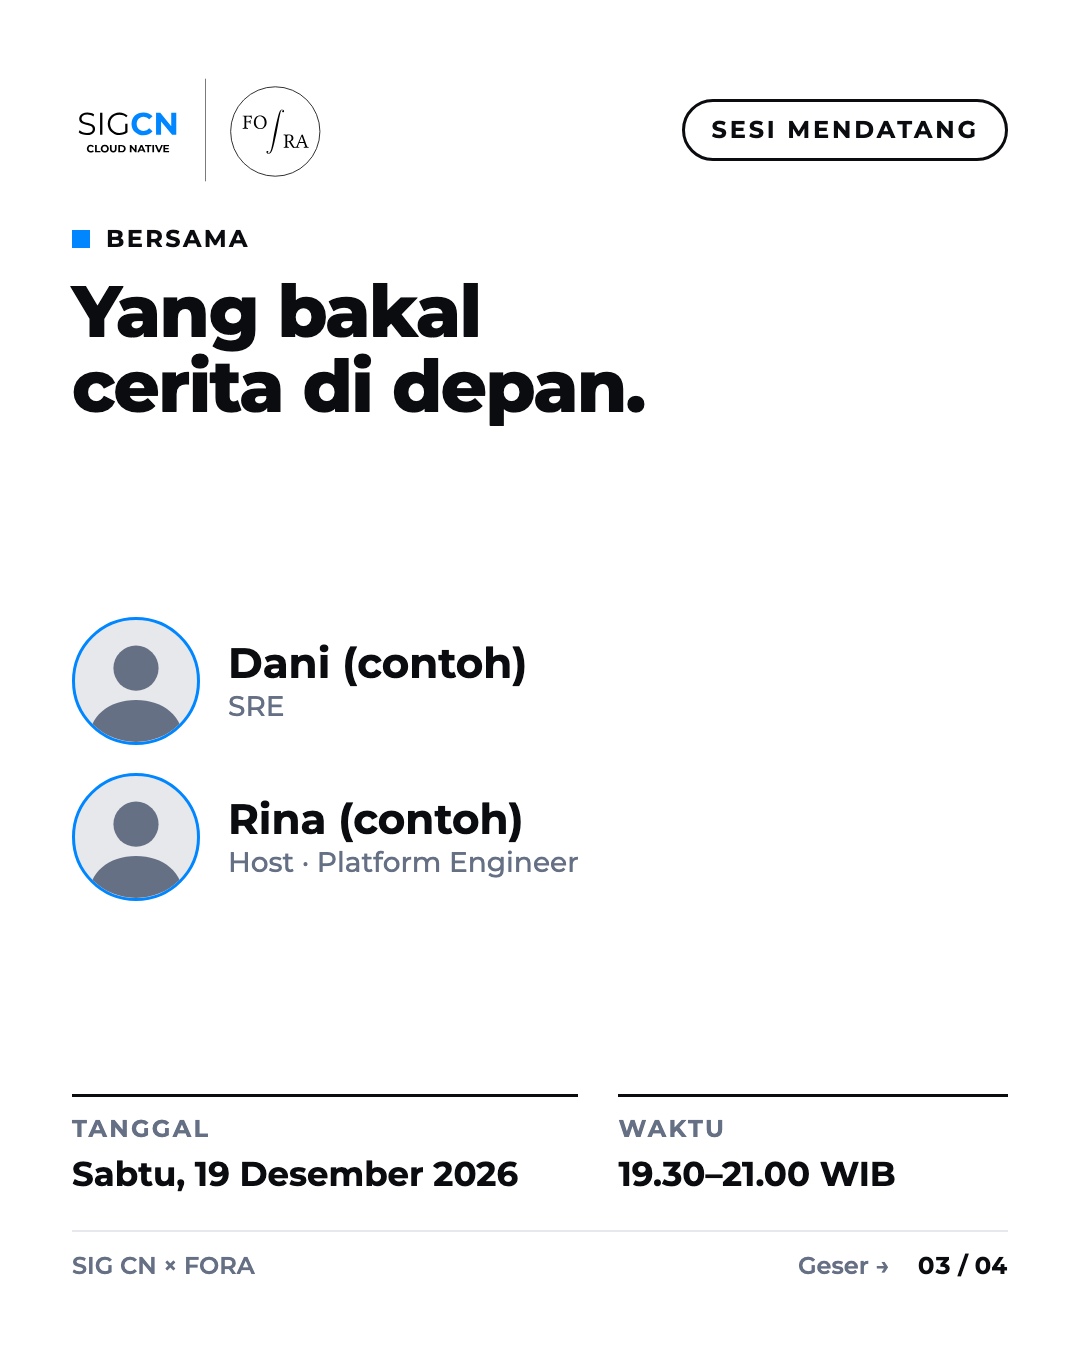 SIGCN
CLOUD NATIVE
FO∫RA
SESI MENDATANG
BERSAMA
Yang bakal
cerita di depan.
Dani (contoh)
SRE
Rina (contoh)
Host · Platform Engineer
TANGGAL
Sabtu, 19 Desember 2026
WAKTU
19.30–21.00 WIB
SIG CN × FORA
Geser → 03 / 04